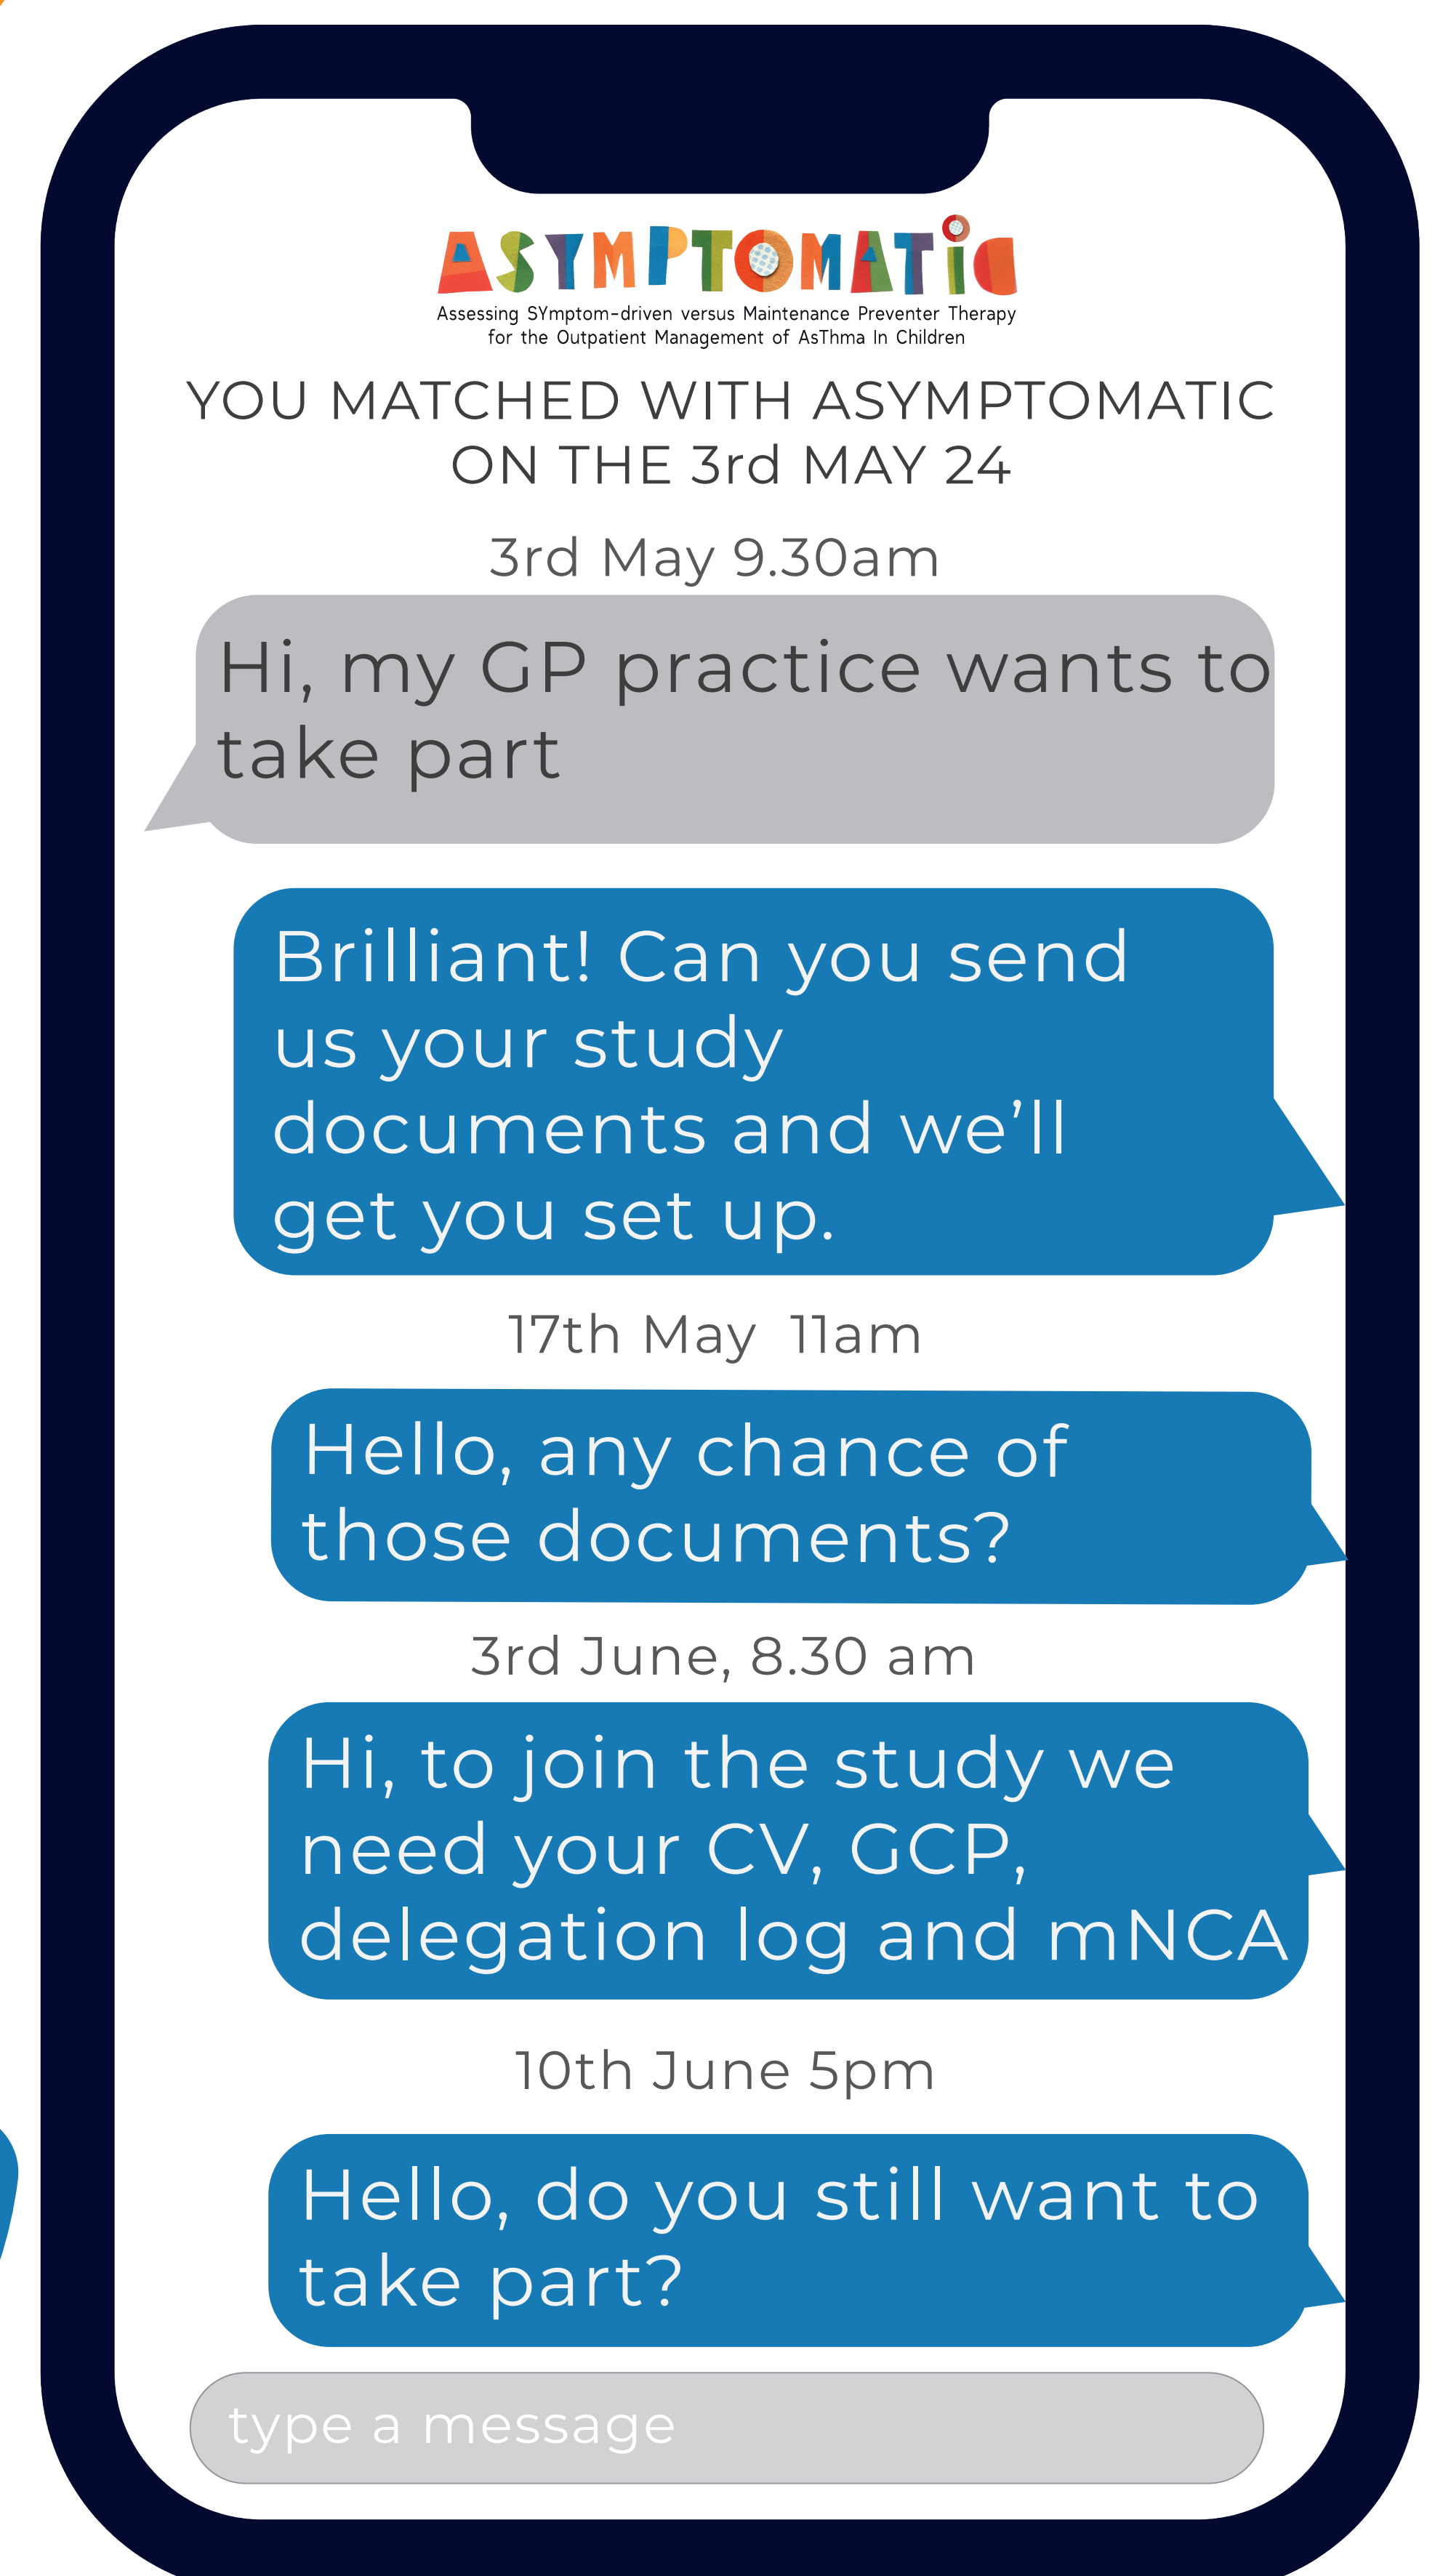 ASYMPTOMATiC
Assessing SYmptom-driven versus Maintenance Preventer Therapy
for the Outpatient Management of AsThma In Children
YOU MATCHED WITH ASYMPTOMATIC
ON THE 3rd MAY 24
3rd May 9.30am
Hi, my GP practice wants to
take part
Brilliant! Can you send
us your study
documents and we’ll
get you set up.
17th May 11am
Hello, any chance of
those documents?
3rd June, 8.30 am
Hi, to join the study we
need your CV, GCP,
delegation log and mNCA
10th June 5pm
Hello, do you still want to
take part?
type a message